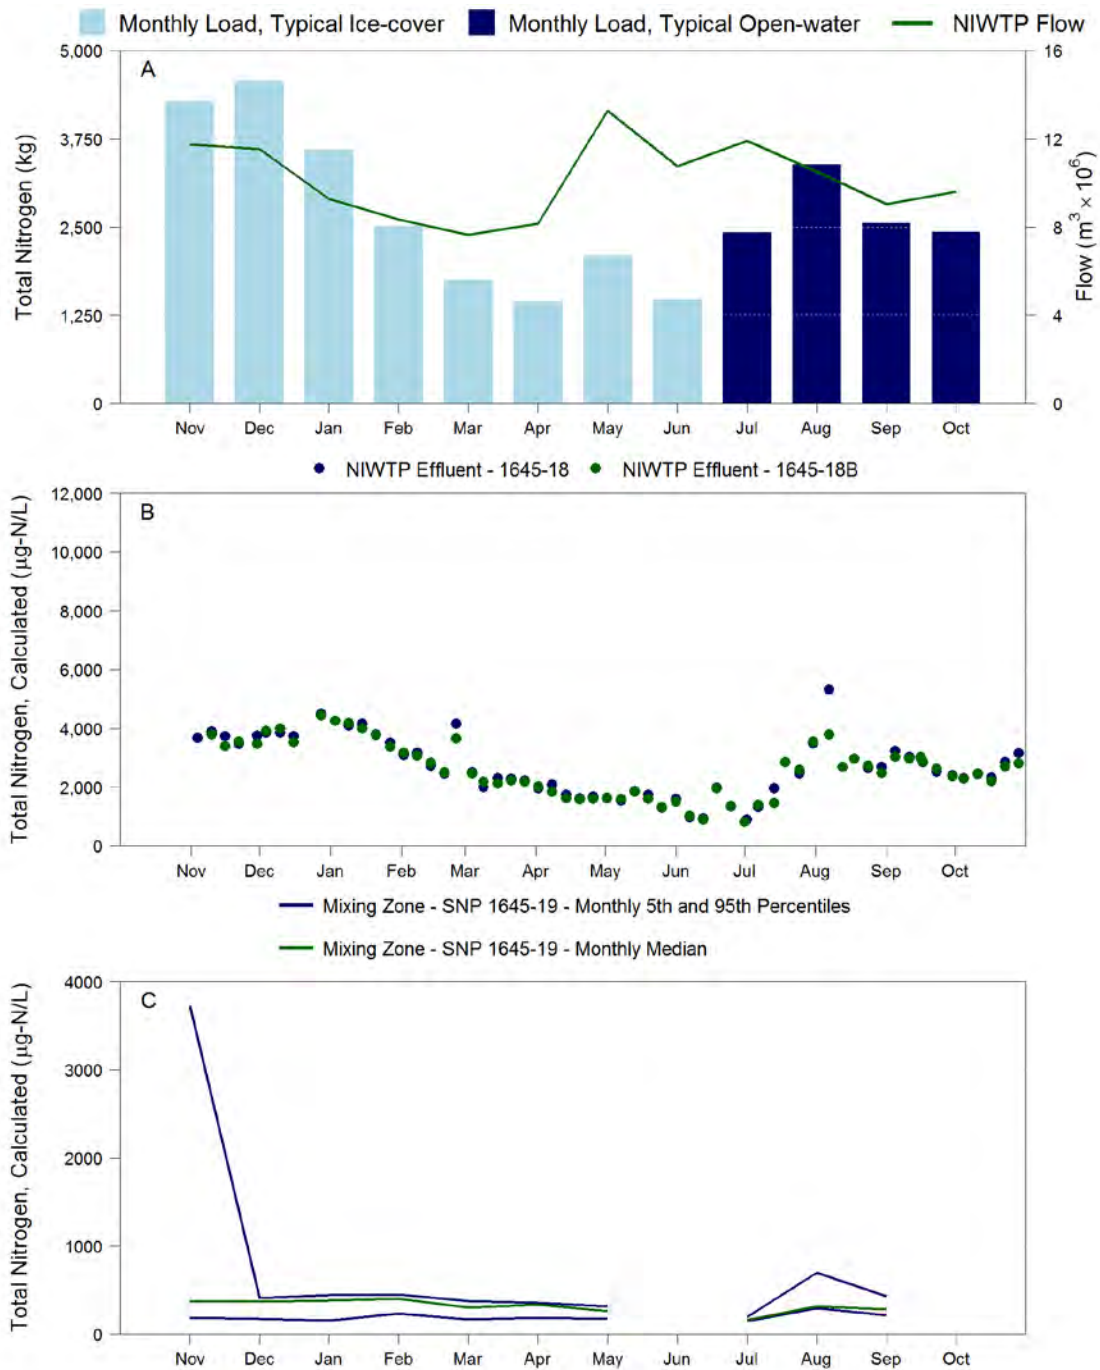 Monthly Load, Typical Ice-cover Monthly Load, Typical Open-water NIWTP Flow
A
Total Nitrogen (kg)
5,000
3,750
2,500
1,250
0
Flow (m³ × 10⁶)
16
12
8
4
0
Nov Dec Jan Feb Mar Apr May Jun Jul Aug Sep Oct
NIWTP Effluent - 1645-18 NIWTP Effluent - 1645-18B
B
Total Nitrogen, Calculated (µg-N/L)
12,000
10,000
8,000
6,000
4,000
2,000
0
Nov Dec Jan Feb Mar Apr May Jun Jul Aug Sep Oct
Mixing Zone - SNP 1645-19 - Monthly 5th and 95th Percentiles
Mixing Zone - SNP 1645-19 - Monthly Median
C
Total Nitrogen, Calculated (µg-N/L)
4000
3000
2000
1000
0
Nov Dec Jan Feb Mar Apr May Jun Jul Aug Sep Oct